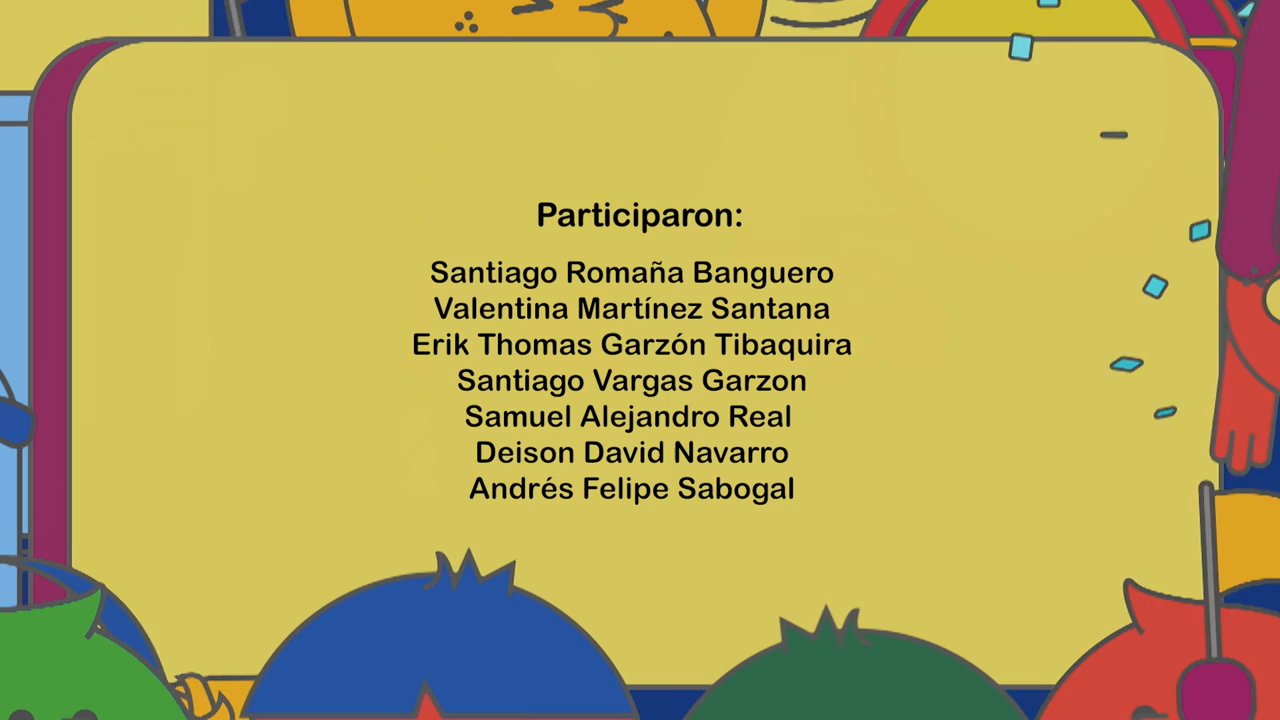 Participaron:
Santiago Romaña Banguero
Valentina Martínez Santana
Erik Thomas Garzón Tibaquira
Santiago Vargas Garzon
Samuel Alejandro Real
Deison David Navarro
Andrés Felipe Sabogal